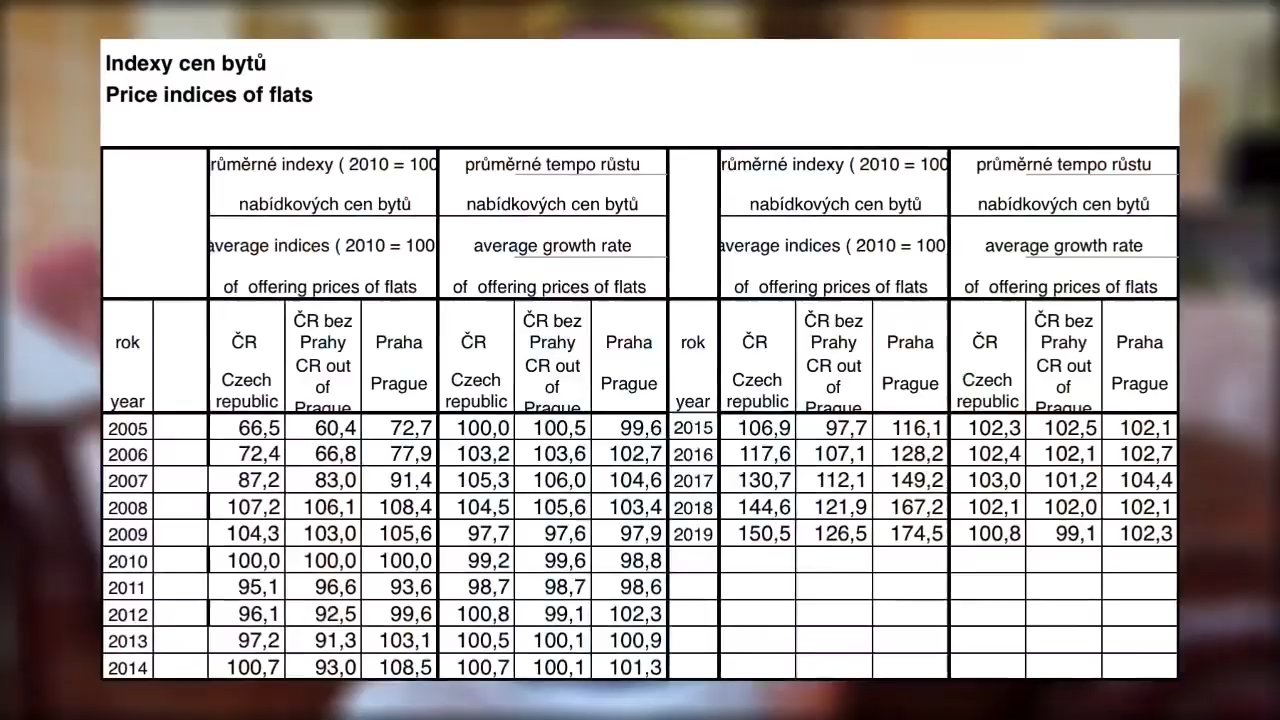 Indexy cen bytů
Price indices of flats
růměrné indexy ( 2010 = 100 průměrné tempo růstu růměrné indexy ( 2010 = 100 průměrné tempo růstu
nabídkových cen bytů nabídkových cen bytů nabídkových cen bytů nabídkových cen bytů
average indices ( 2010 = 100 average growth rate average indices ( 2010 = 100 average growth rate
of offering prices of flats of offering prices of flats of offering prices of flats of offering prices of flats
ČR bez ČR bez ČR bez ČR bez
rok ČR Prahy Praha ČR Prahy Praha rok ČR Prahy Praha ČR Prahy Praha
CR out CR out CR out CR out
Czech of Prague Czech of Prague Czech of Prague Czech of Prague
year republic Prague republic Prague year republic Prague republic Prague
2005 66,5 60,4 72,7 100,0 100,5 99,6 2015 106,9 97,7 116,1 102,3 102,5 102,1
2006 72,4 66,8 77,9 103,2 103,6 102,7 2016 117,6 107,1 128,2 102,4 102,1 102,7
2007 87,2 83,0 91,4 105,3 106,0 104,6 2017 130,7 112,1 149,2 103,0 101,2 104,4
2008 107,2 106,1 108,4 104,5 105,6 103,4 2018 144,6 121,9 167,2 102,1 102,0 102,1
2009 104,3 103,0 105,6 97,7 97,6 97,9 2019 150,5 126,5 174,5 100,8 99,1 102,3
2010 100,0 100,0 100,0 99,2 99,6 98,8
2011 95,1 96,6 93,6 98,7 98,7 98,6
2012 96,1 92,5 99,6 100,8 99,1 102,3
2013 97,2 91,3 103,1 100,5 100,1 100,9
2014 100,7 93,0 108,5 100,7 100,1 101,3